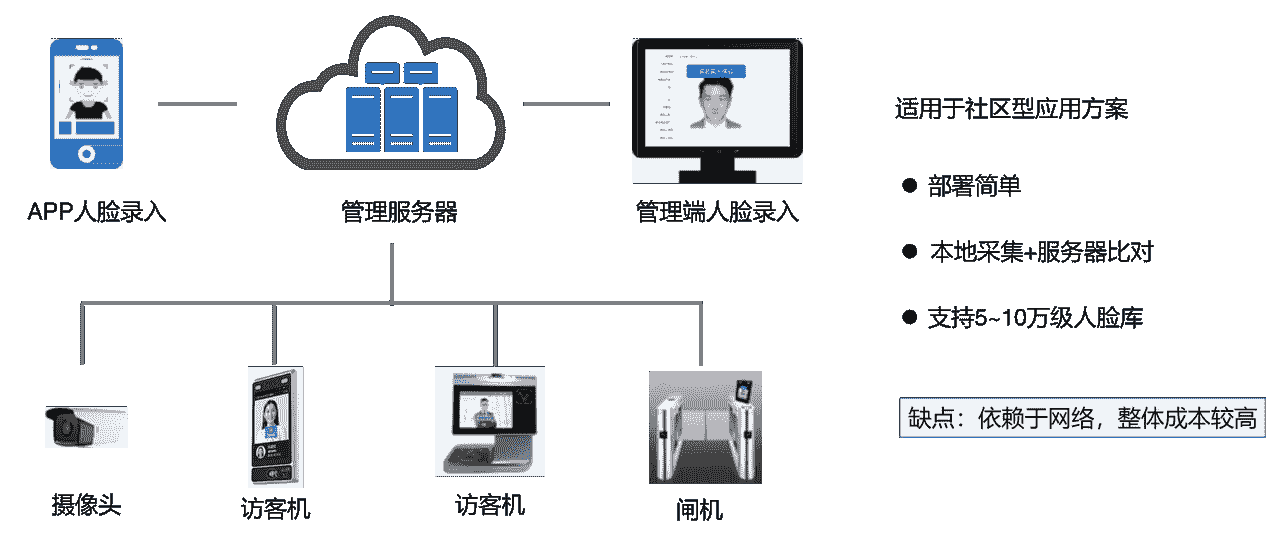 APP人脸录入
管理服务器
管理端人脸录入
摄像头
访客机
访客机
闸机
适用于社区型应用方案
● 部署简单
● 本地采集+服务器比对
● 支持5~10万级人脸库
缺点：依赖于网络，整体成本较高